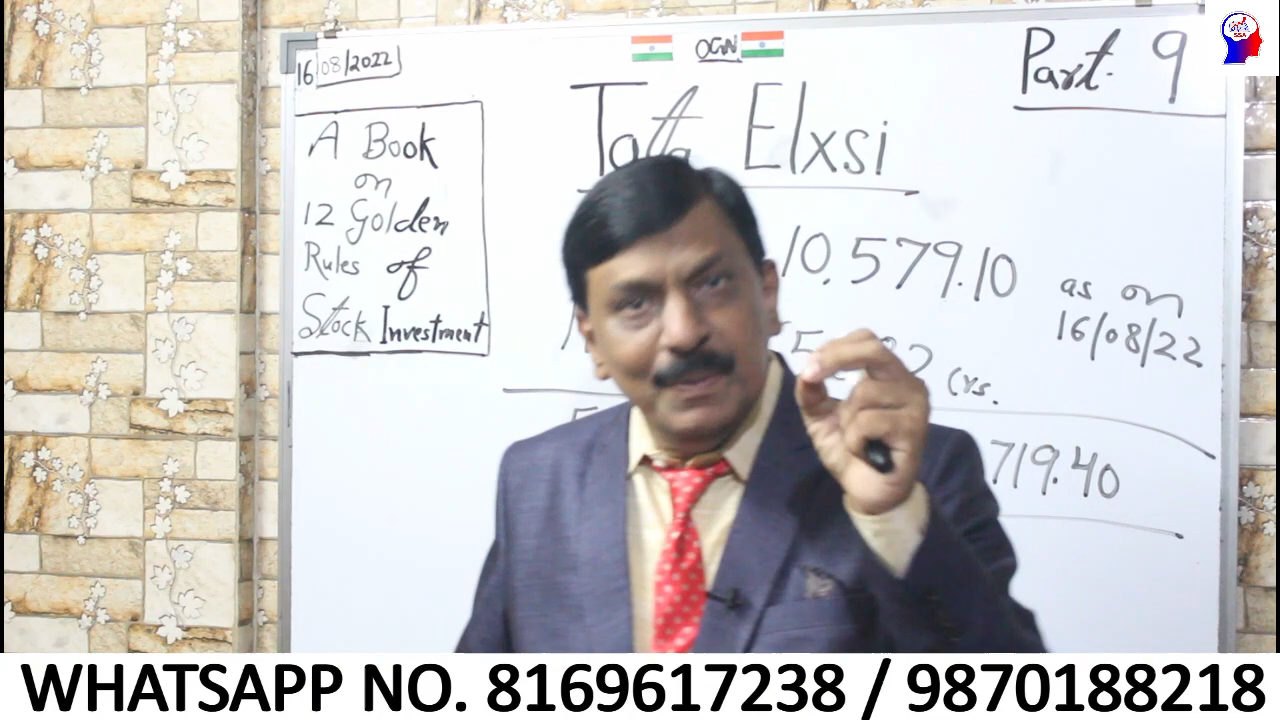 16/08/2022
OGW
Part. 9
Tata Elxsi
A Book
on
12 Golden
Rules of
Stock Investment
10,579.10 as on
16/08/22
Crs.
719.40
WHATSAPP NO. 8169617238 / 9870188218